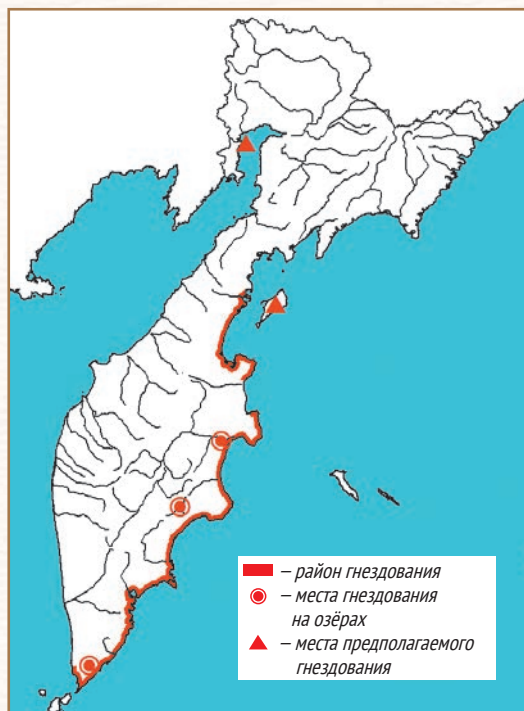 – район гнездования
– места гнездования
на озёрах
– места предполагаемого
гнездования